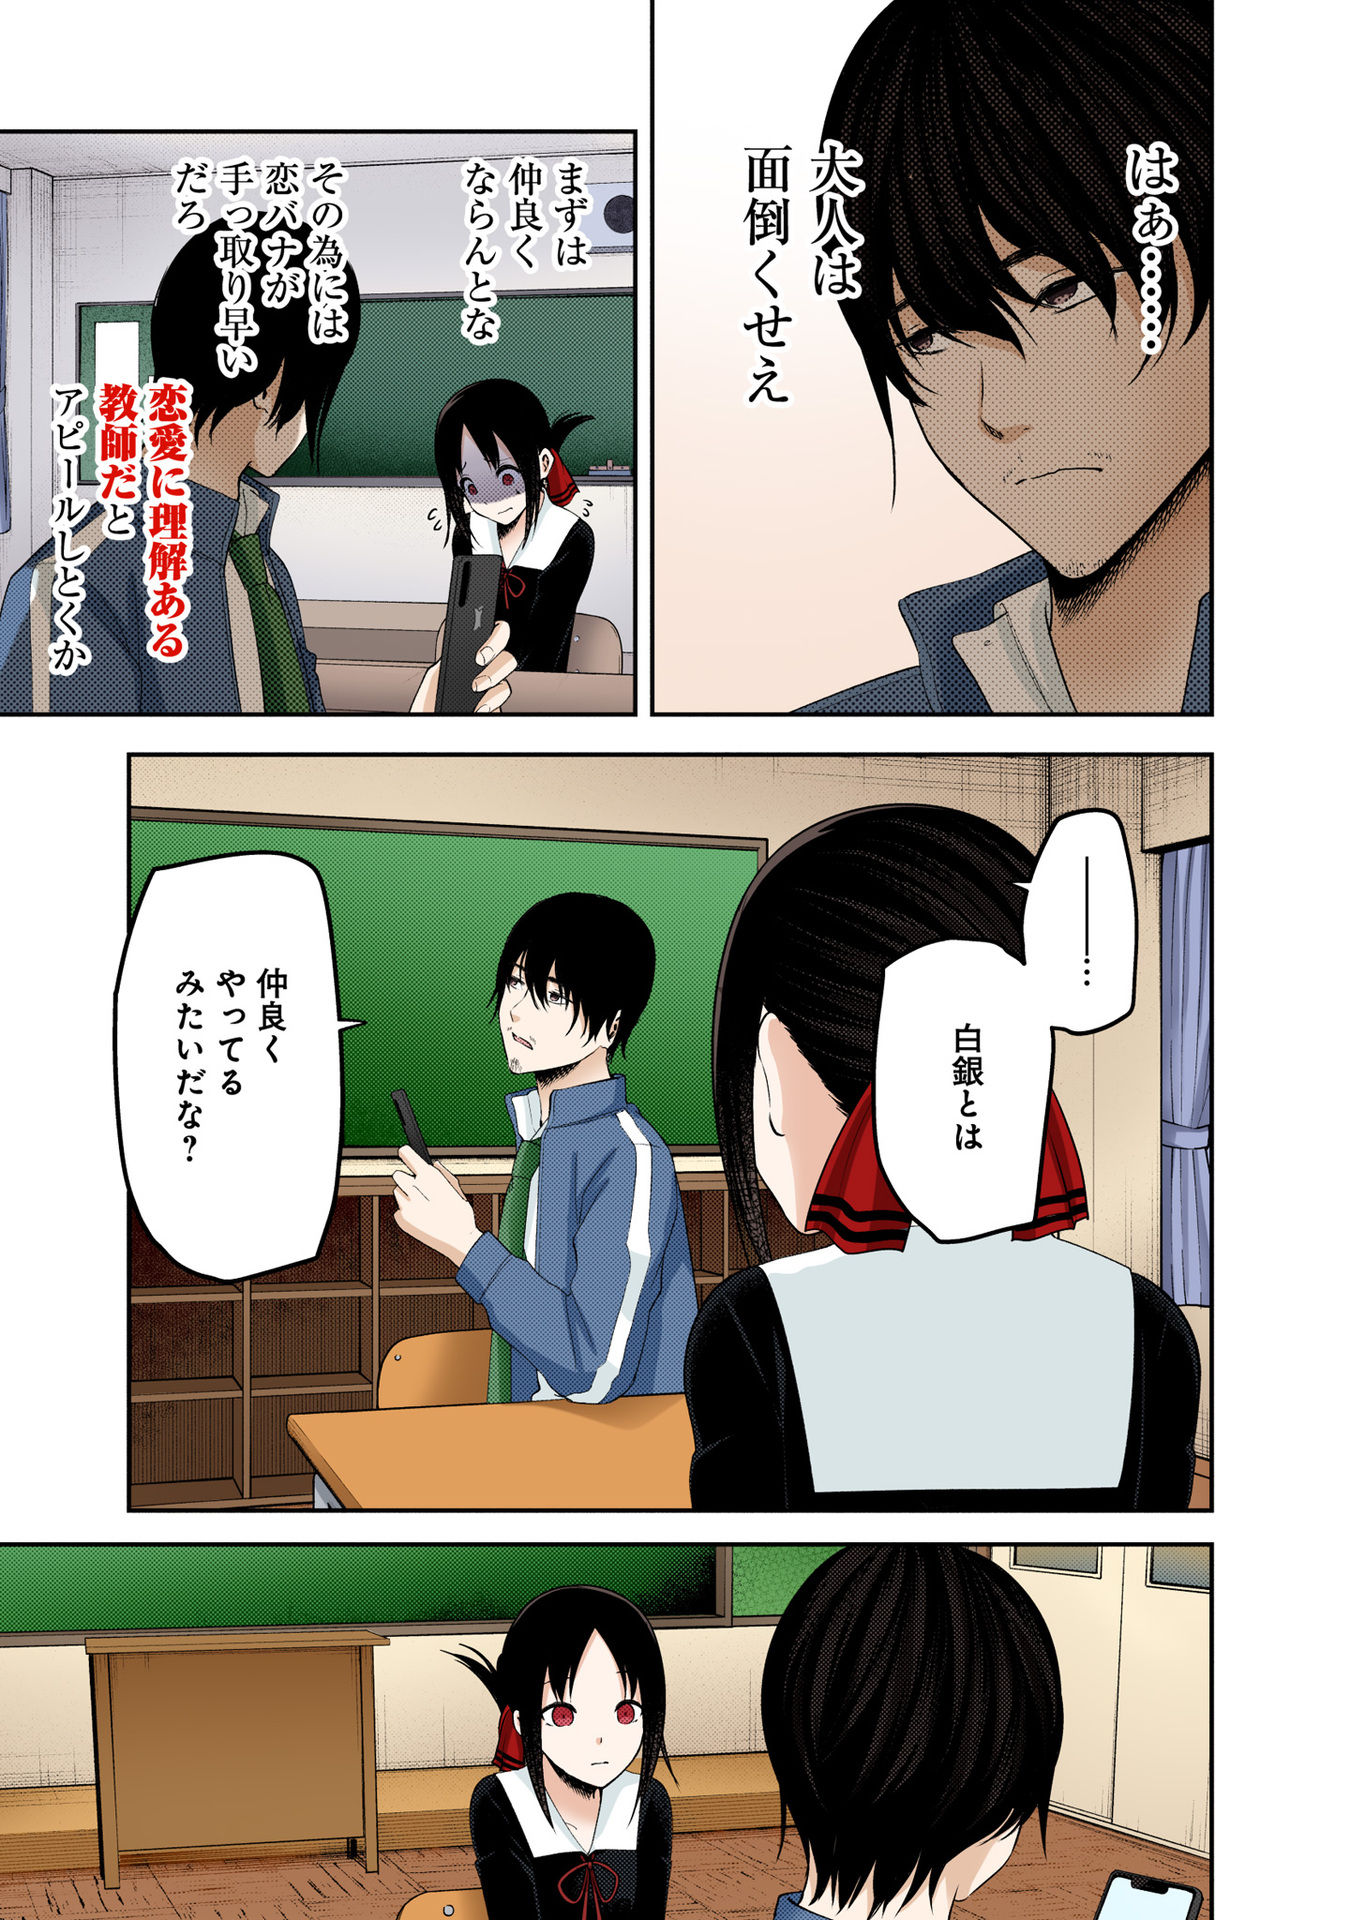 はぁ………
大人は
面倒くせえ
まずは
仲良く
ならんとな
その為には
恋バナが
手っ取り早い
だろ
恋愛に理解ある
教師だと
アピールしとくか
――…
白銀とは
仲良く
やってる
みたいだな?